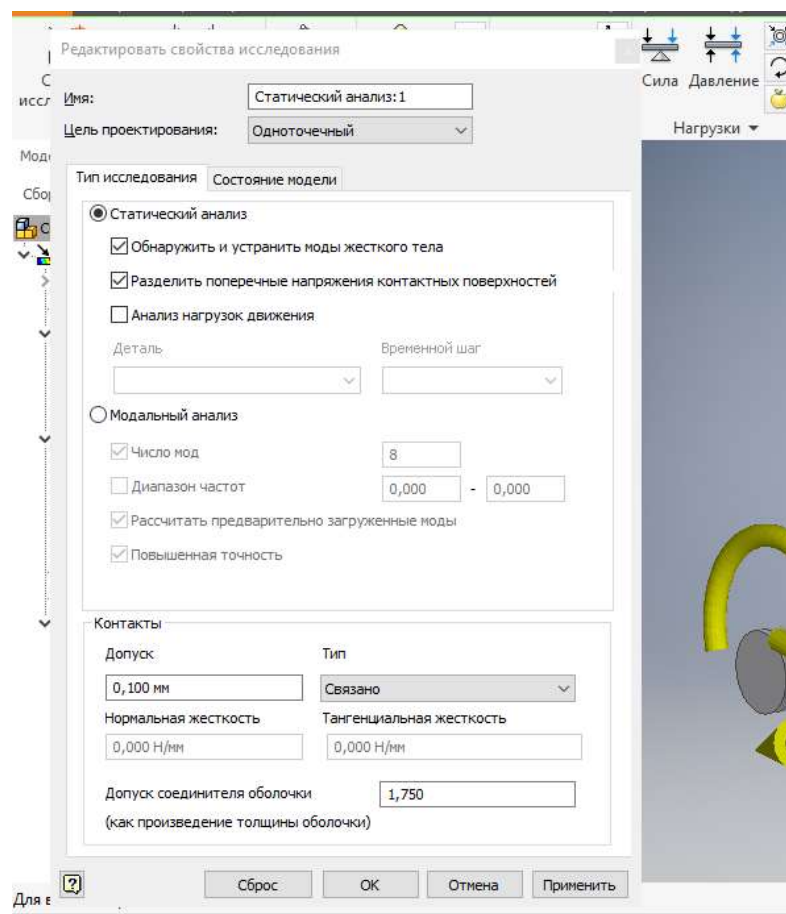 Редактировать свойства исследования
Сила Давление
иссл
Имя: Статический анализ:1
Цель проектирования: Одноточечный
Нагрузки
Тип исследования Состояние модели
Статический анализ
Обнаружить и устранить моды жесткого тела
Разделить поперечные напряжения контактных поверхностей
Анализ нагрузок движения
Деталь Временной шаг
Модальный анализ
Число мод 8
Диапазон частот 0,000 - 0,000
Рассчитать предварительно загруженные моды
Повышенная точность
Контакты
Допуск Тип
0,100 мм Связано
Нормальная жесткость Тангенциальная жесткость
0,000 Н/мм 0,000 Н/мм
Допуск соединителя оболочки 1,750
(как произведение толщины оболочки)
Сброс ОК Отмена Применить
Для в